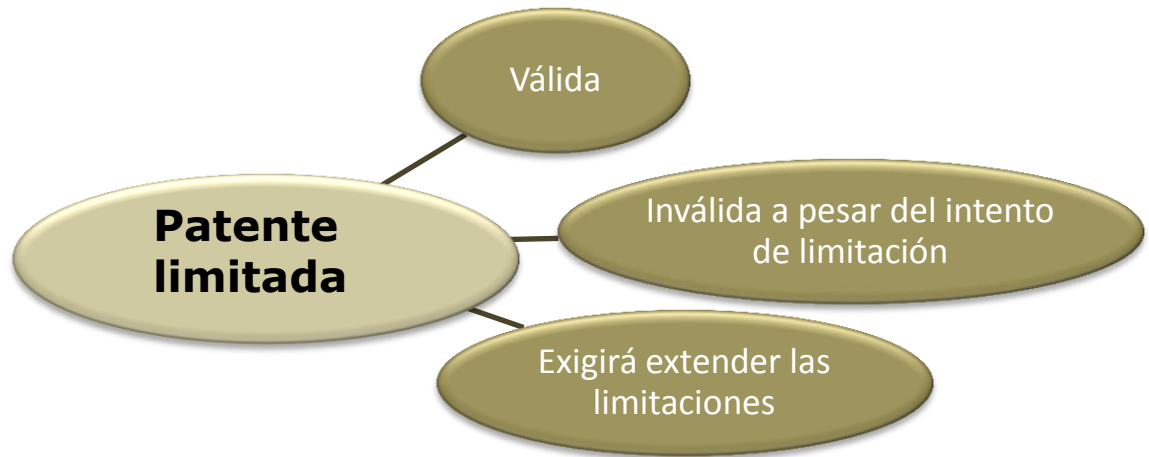 Válida
Patente
limitada
Inválida a pesar del intento
de limitación
Exigirá extender las
limitaciones